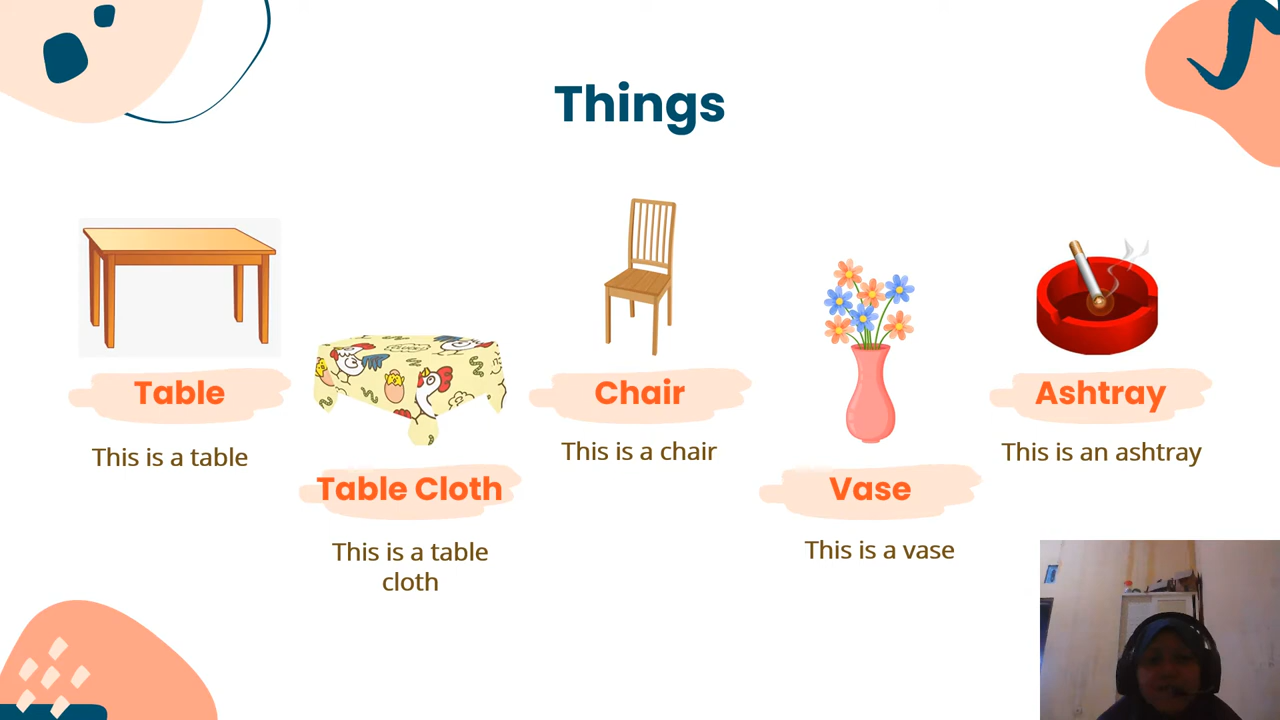 Things
Table
This is a table
Table Cloth
This is a table
cloth
Chair
This is a chair
Vase
This is a vase
Ashtray
This is an ashtray